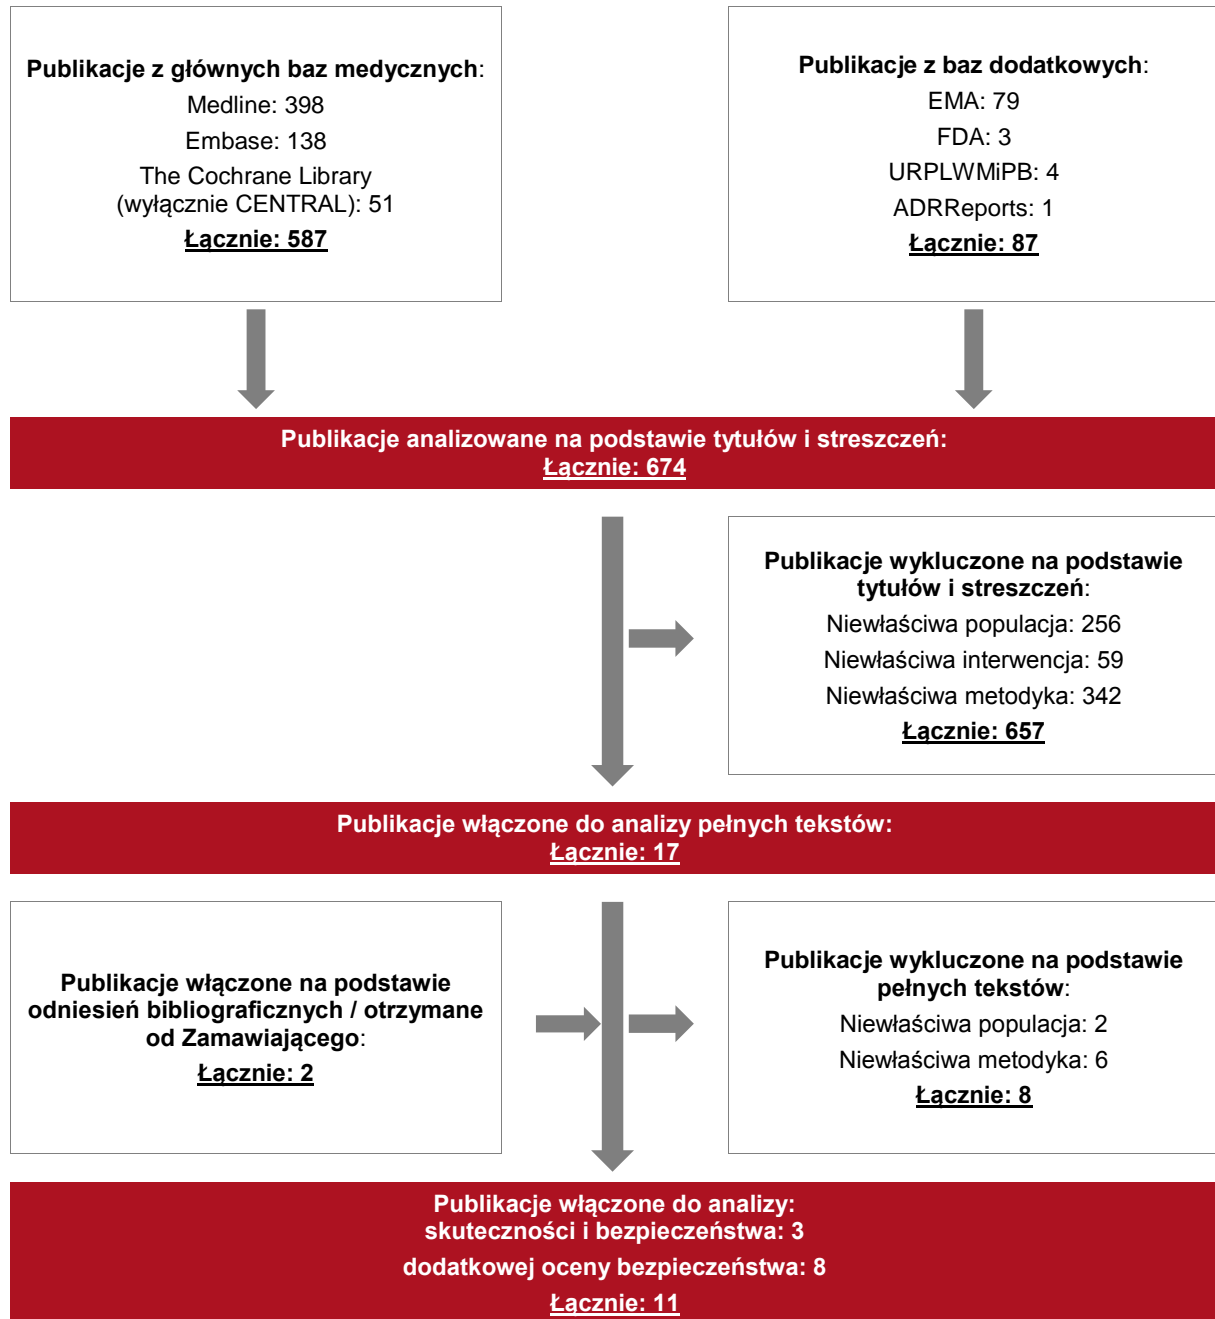 Publikacje z głównych baz medycznych:
Medline: 398
Embase: 138
The Cochrane Library
(wyłącznie CENTRAL): 51
Łącznie: 587
Publikacje z baz dodatkowych:
EMA: 79
FDA: 3
URPLWMiPB: 4
ADRReports: 1
Łącznie: 87
Publikacje analizowane na podstawie tytułów i streszczeń:
Łącznie: 674
Publikacje wykluczone na podstawie
tytułów i streszczeń:
Niewłaściwa populacja: 256
Niewłaściwa interwencja: 59
Niewłaściwa metodyka: 342
Łącznie: 657
Publikacje włączone do analizy pełnych tekstów:
Łącznie: 17
Publikacje włączone na podstawie
odniesień bibliograficznych / otrzymane
od Zamawiającego:
Łącznie: 2
Publikacje wykluczone na podstawie
pełnych tekstów:
Niewłaściwa populacja: 2
Niewłaściwa metodyka: 6
Łącznie: 8
Publikacje włączone do analizy:
skuteczności i bezpieczeństwa: 3
dodatkowej oceny bezpieczeństwa: 8
Łącznie: 11